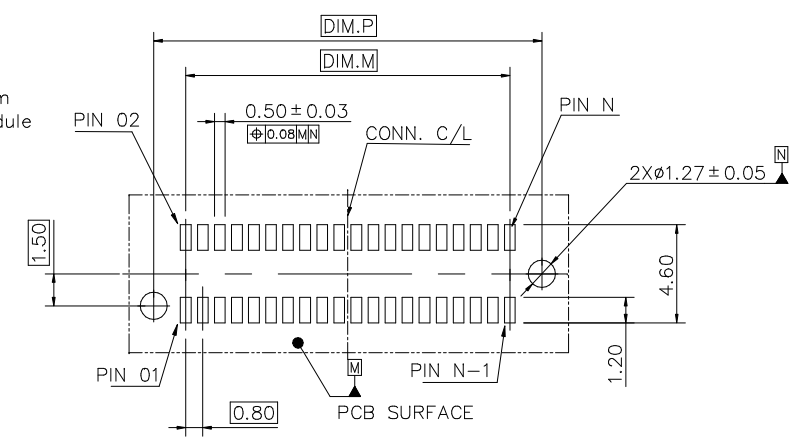 DIM.P
DIM.M
m
dule
PIN 02
0.50±0.03
⌖ 0.08 M N
CONN. C/L
PIN N
N
2XØ1.27±0.05
1.50
4.60
1.20
PIN 01
PIN N-1
M
0.80
PCB SURFACE